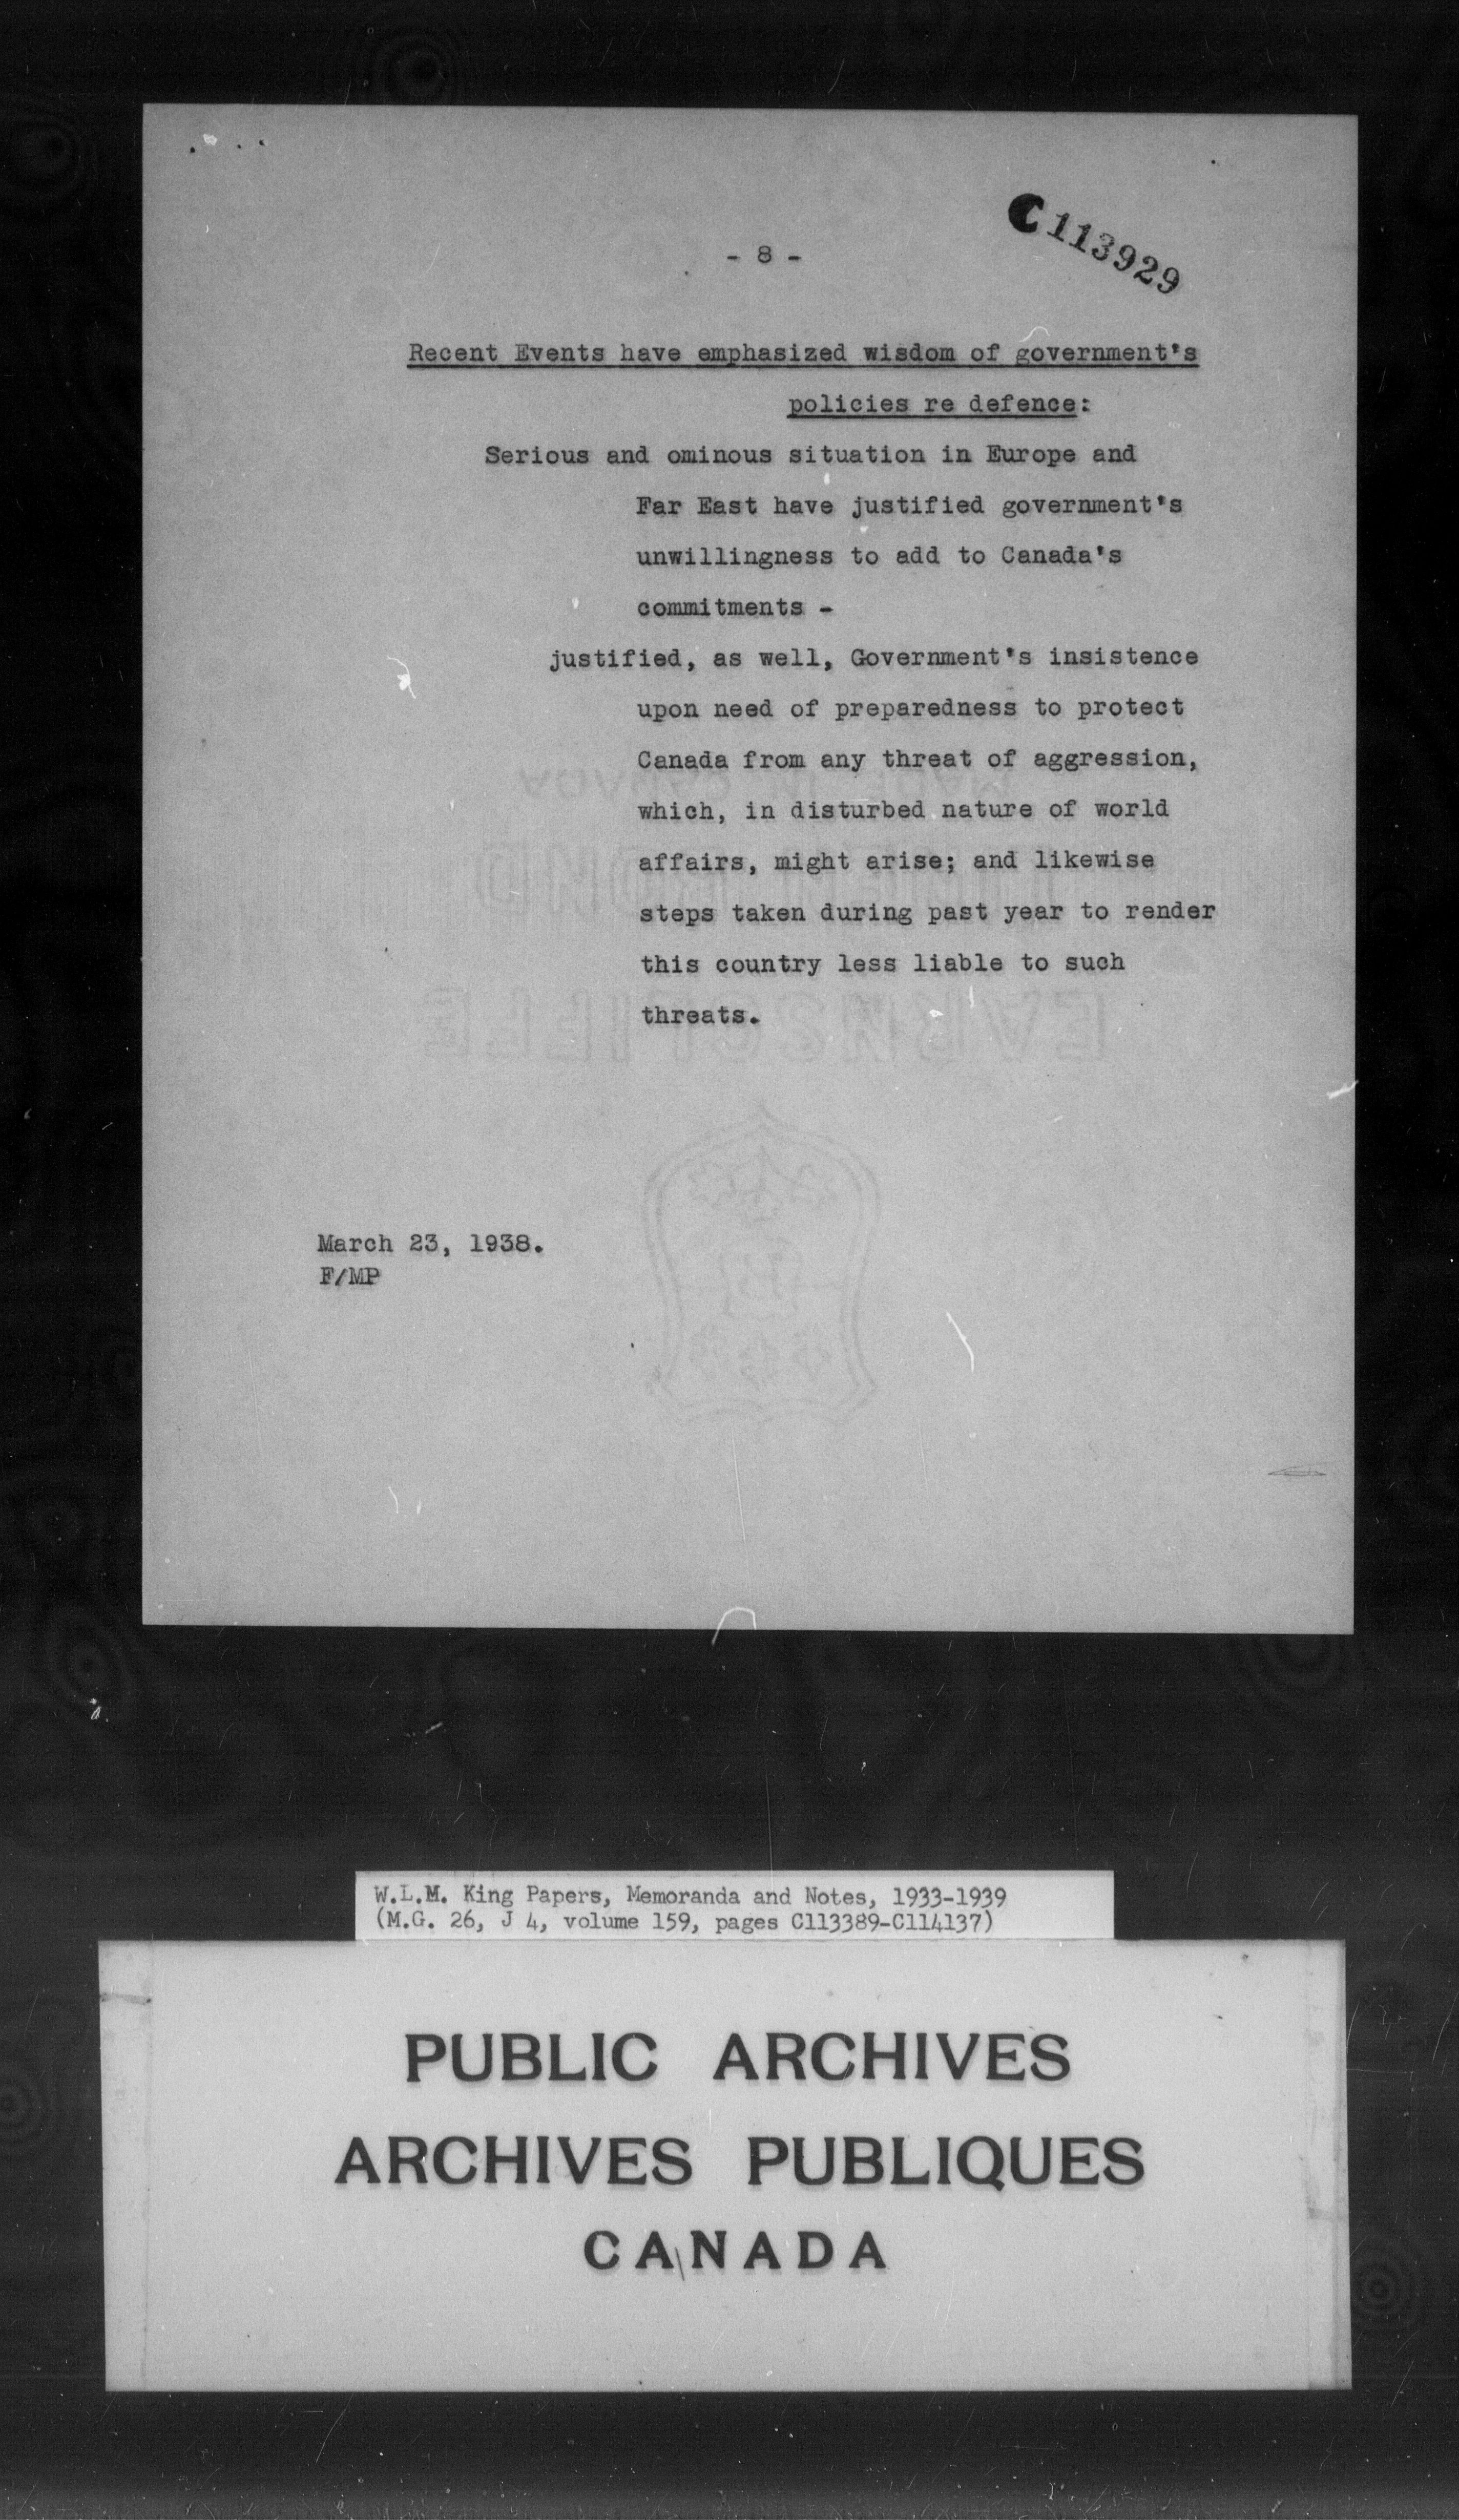 C113929
- 8 -
Recent Events have emphasized wisdom of government's
policies re defence:
Serious and ominous situation in Europe and
Far East have justified government's
unwillingness to add to Canada's
commitments -
justified, as well, Government's insistence
upon need of preparedness to protect
Canada from any threat of aggression,
which, in disturbed nature of world
affairs, might arise; and likewise
steps taken during past year to render
this country less liable to such
threats.
March 23, 1938.
F/MP
W.L.M. King Papers, Memoranda and Notes, 1933-1939
(M.G. 26, J 4, volume 159, pages C113389-C114137)
PUBLIC ARCHIVES
ARCHIVES PUBLIQUES
CANADA